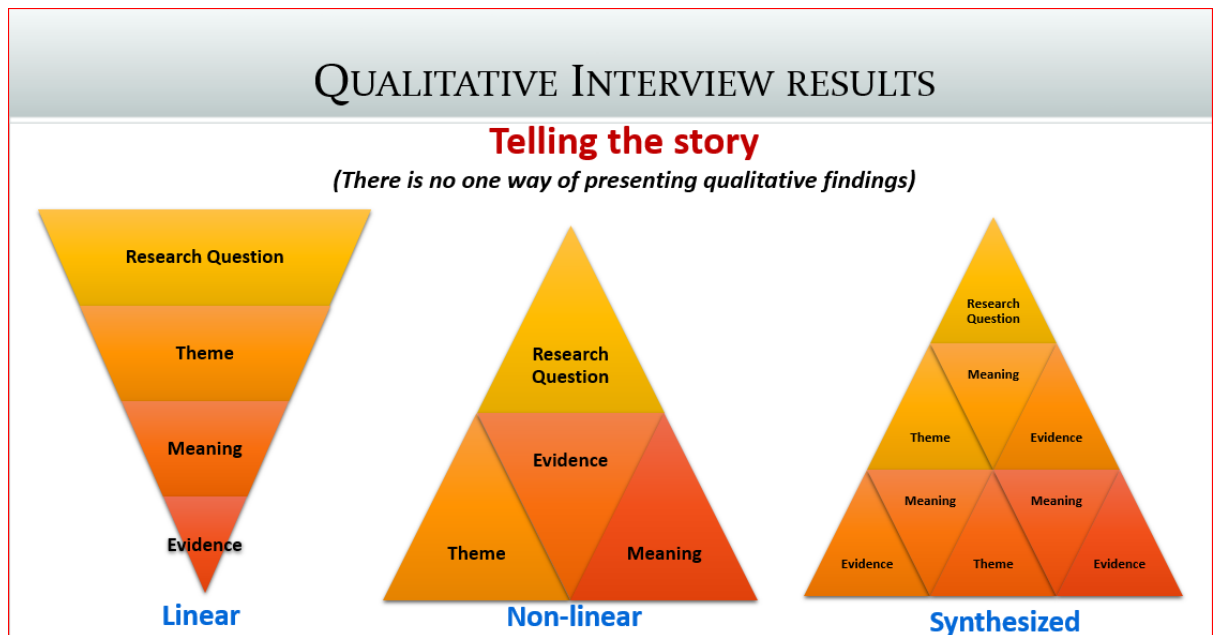 QUALITATIVE INTERVIEW RESULTS
Telling the story
(There is no one way of presenting qualitative findings)
Research Question
Theme
Meaning
Evidence
Linear
Research
Question
Evidence
Theme
Meaning
Non-linear
Research
Question
Meaning
Theme
Evidence
Meaning
Meaning
Evidence
Theme
Evidence
Synthesized